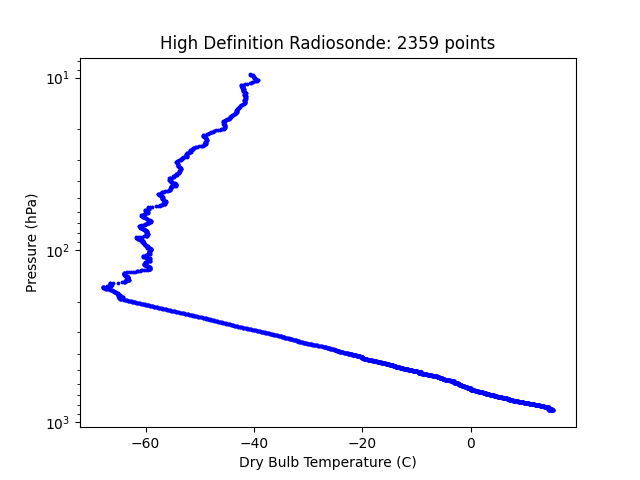 High Definition Radiosonde: 2359 points
10¹
10²
10³
Pressure (hPa)
−60
−40
−20
0
Dry Bulb Temperature (C)